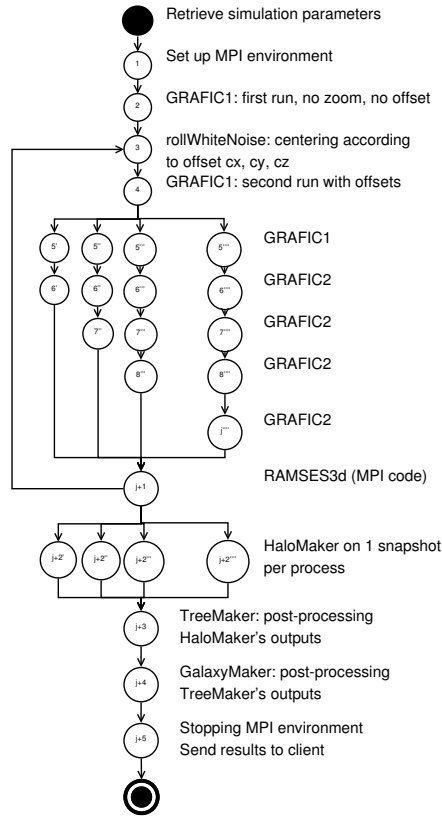 Retrieve simulation parameters
1
Set up MPI environment
2
GRAFIC1: first run, no zoom, no offset
3
rollWhiteNoise: centering according
to offset cx, cy, cz
4
GRAFIC1: second run with offsets
5' 5'' 5''' 5''''
GRAFIC1
6' 6'' 6''' 6''''
GRAFIC2
7'' 7''' 7''''
GRAFIC2
8''' 8''''
GRAFIC2
j''''
GRAFIC2
j+1
RAMSES3d (MPI code)
j+2' j+2'' j+2''' j+2''''
HaloMaker on 1 snapshot
per process
j+3
TreeMaker: post-processing
HaloMaker's outputs
j+4
GalaxyMaker: post-processing
TreeMaker's outputs
j+5
Stopping MPI environment
Send results to client